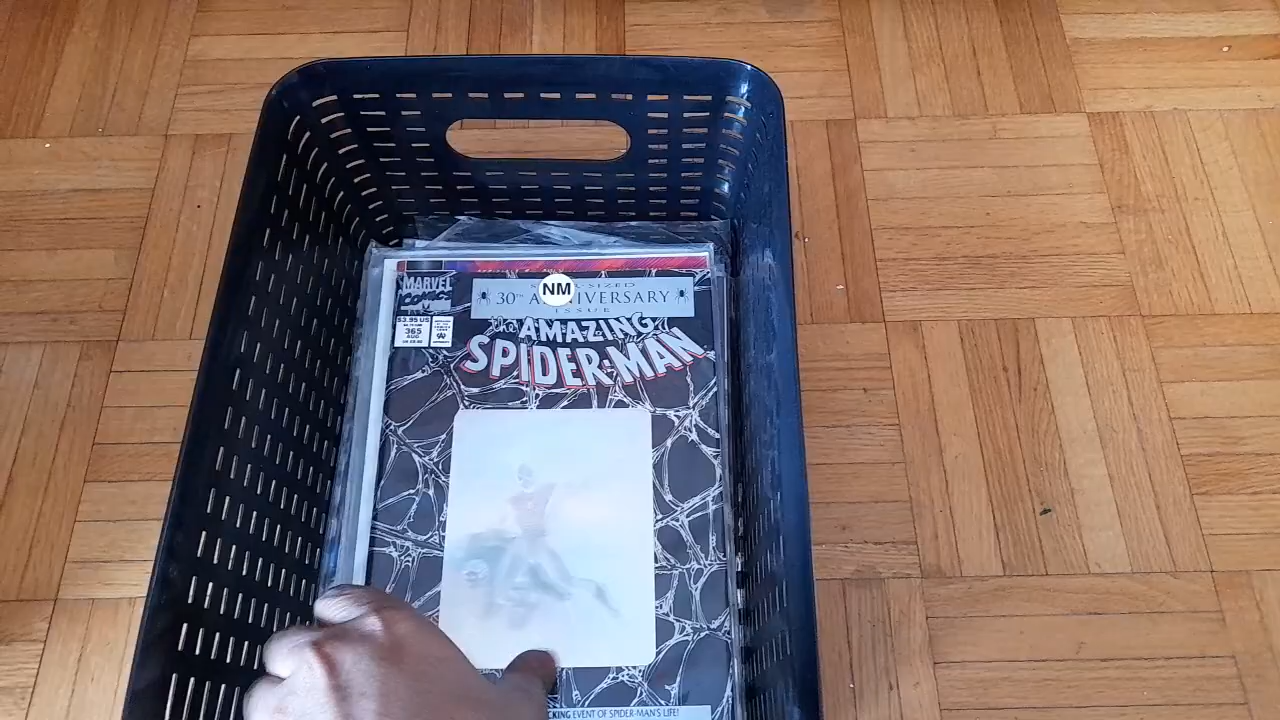 MARVEL
COMICS
$3.95 US
365
AUG
NM
30TH ANNIVERSARY
ISSUE
the AMAZING
SPIDER-MAN
CKING EVENT OF SPIDER-MAN'S LIFE!